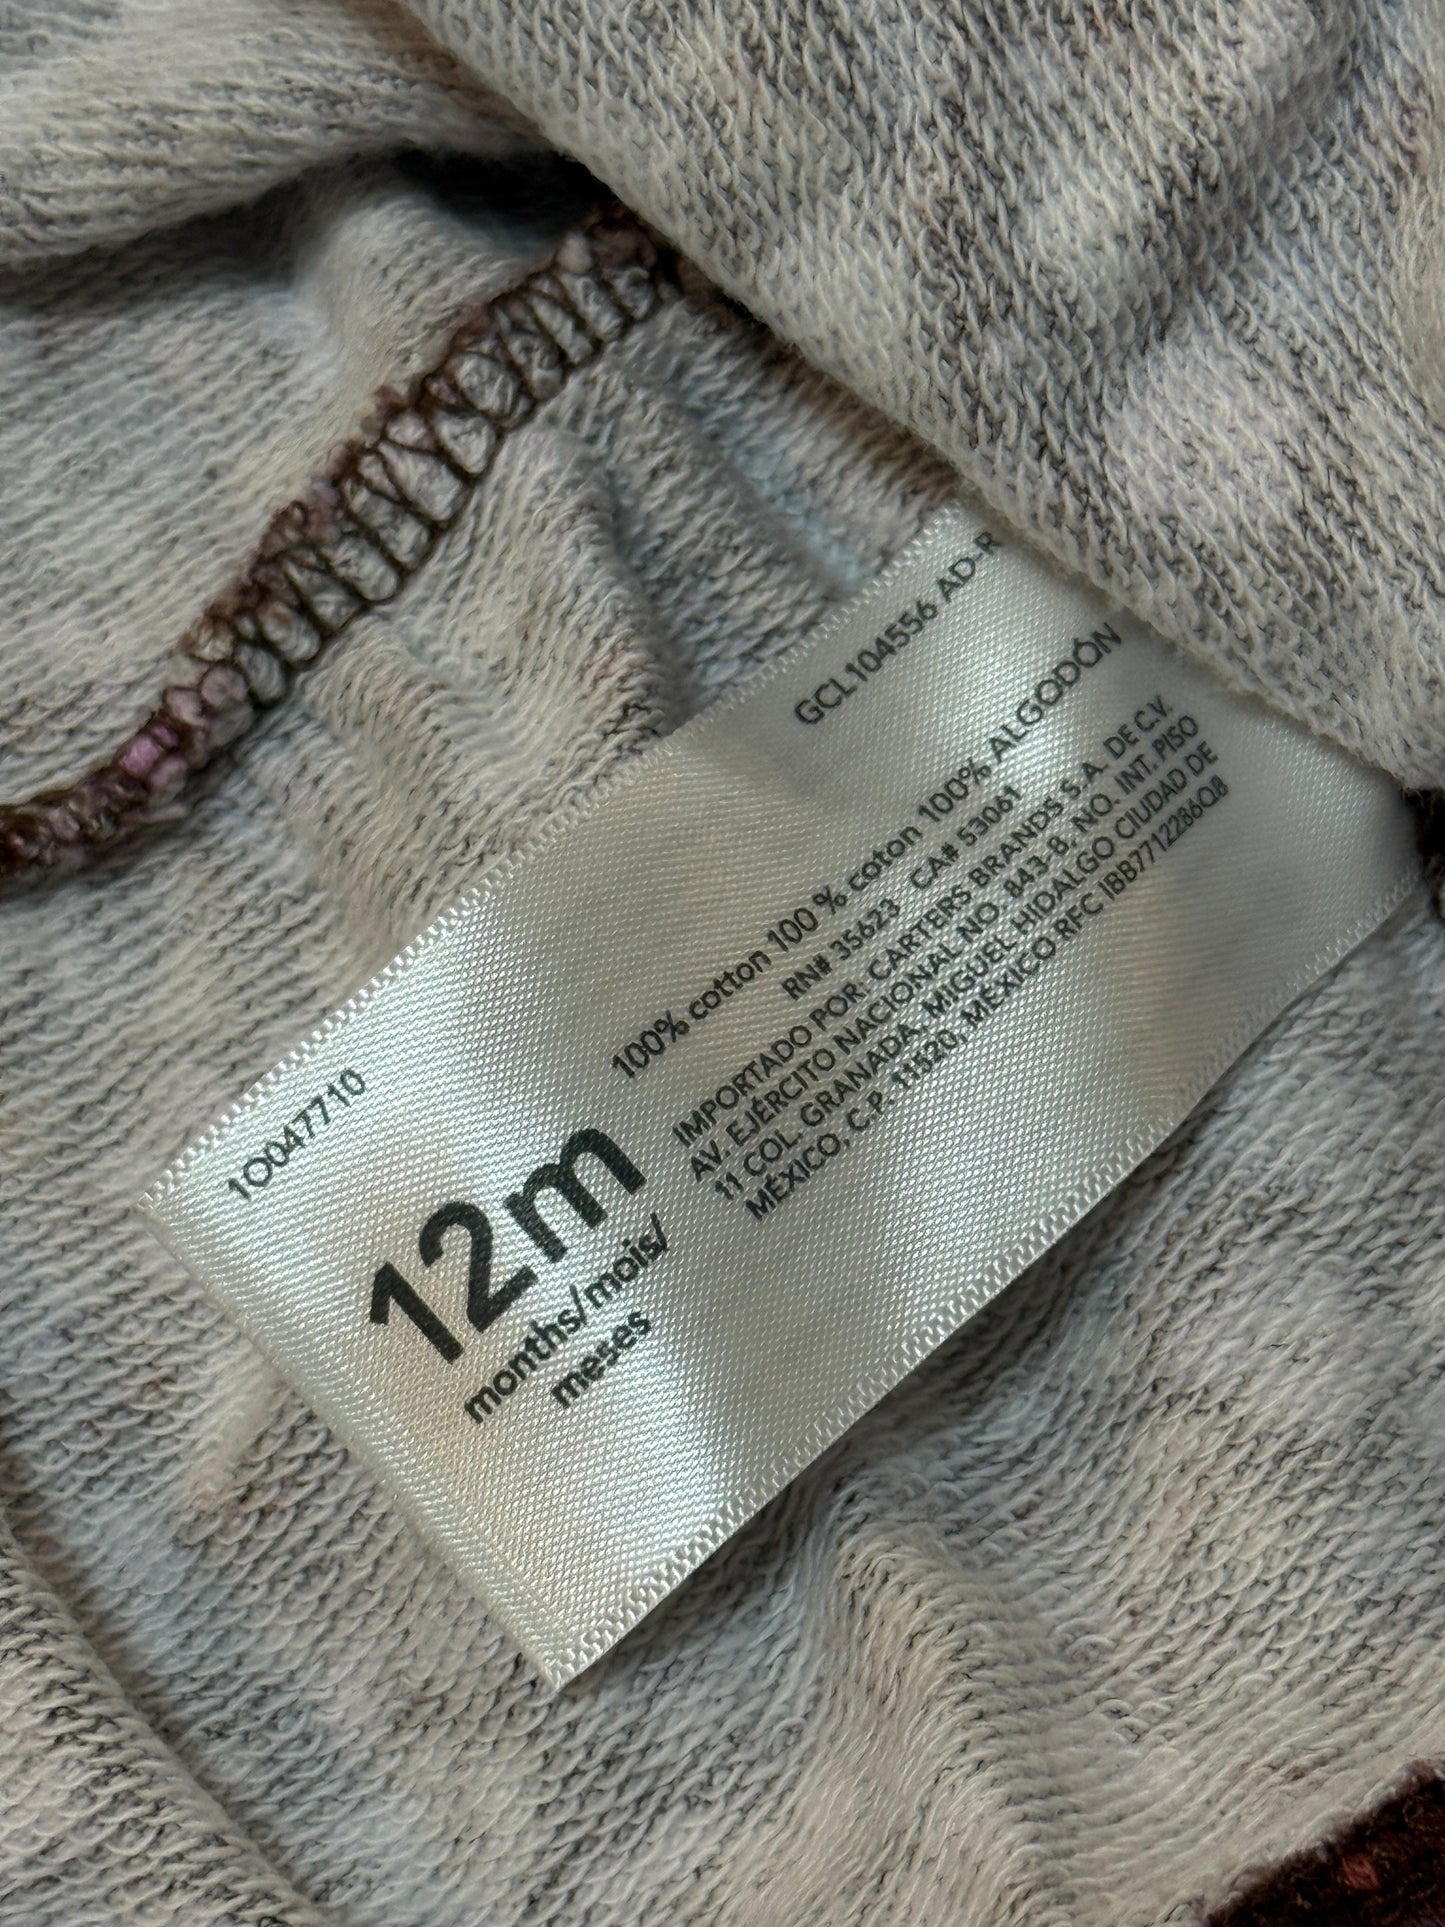 GCL104556 AD-R
100% cotton 100 % coton 100% ALGODÓN
RN# 35623 CA# 53061
IMPORTADO POR: CARTERS BRANDS S.A. DE C.V.
AV. EJÉRCITO NACIONAL NO. 843-B, NO. INT. PISO
11 COL. GRANADA, MIGUEL HIDALGO CIUDAD DE
MÉXICO, C.P. 11520, MÉXICO RFC IBB7712286Q8
1O047710
12m
months/mois/
meses